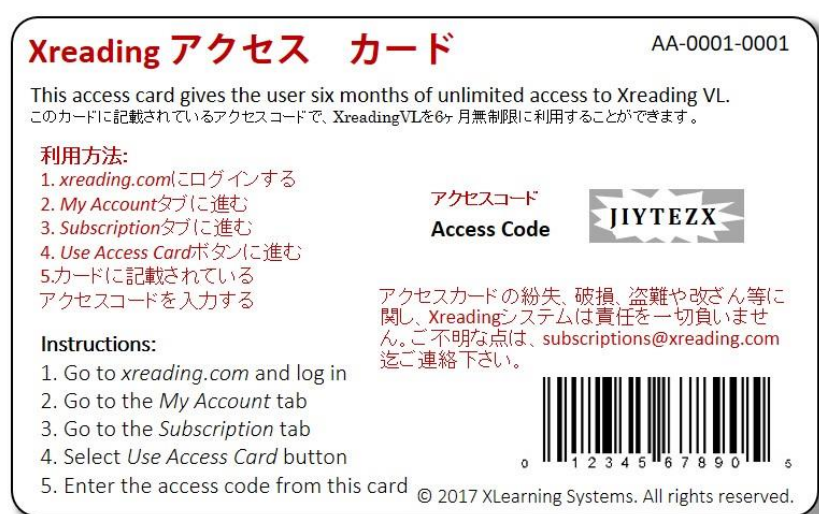 Xreading アクセス　カード
AA-0001-0001
This access card gives the user six months of unlimited access to Xreading VL.
このカードに記載されているアクセスコードで、XreadingVLを6ヶ月無制限に利用することができます。
利用方法:
1. xreading.comにログインする
2. My Accountタブに進む
3. Subscriptionタブに進む
4. Use Access Cardボタンに進む
5.カードに記載されている
アクセスコードを入力する
アクセスコード
Access Code
JIYTEZX
アクセスカードの紛失、破損、盗難や改ざん等に
関し、Xreadingシステムは責任を一切負いませ
ん。ご不明な点は、subscriptions@xreading.com
迄ご連絡下さい。
Instructions:
1. Go to xreading.com and log in
2. Go to the My Account tab
3. Go to the Subscription tab
4. Select Use Access Card button
5. Enter the access code from this card
0 12345 67890 5
© 2017 XLearning Systems. All rights reserved.